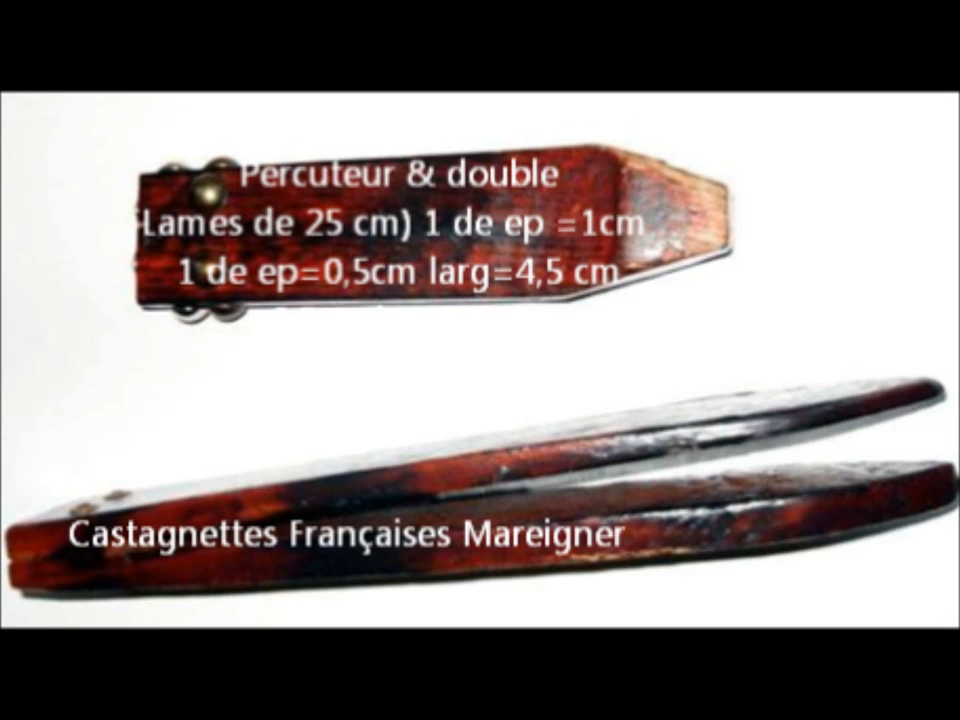 Percuteur & double
Lames de 25 cm) 1 de ep =1cm
1 de ep=0,5cm larg=4,5 cm
Castagnettes Françaises Mareigner